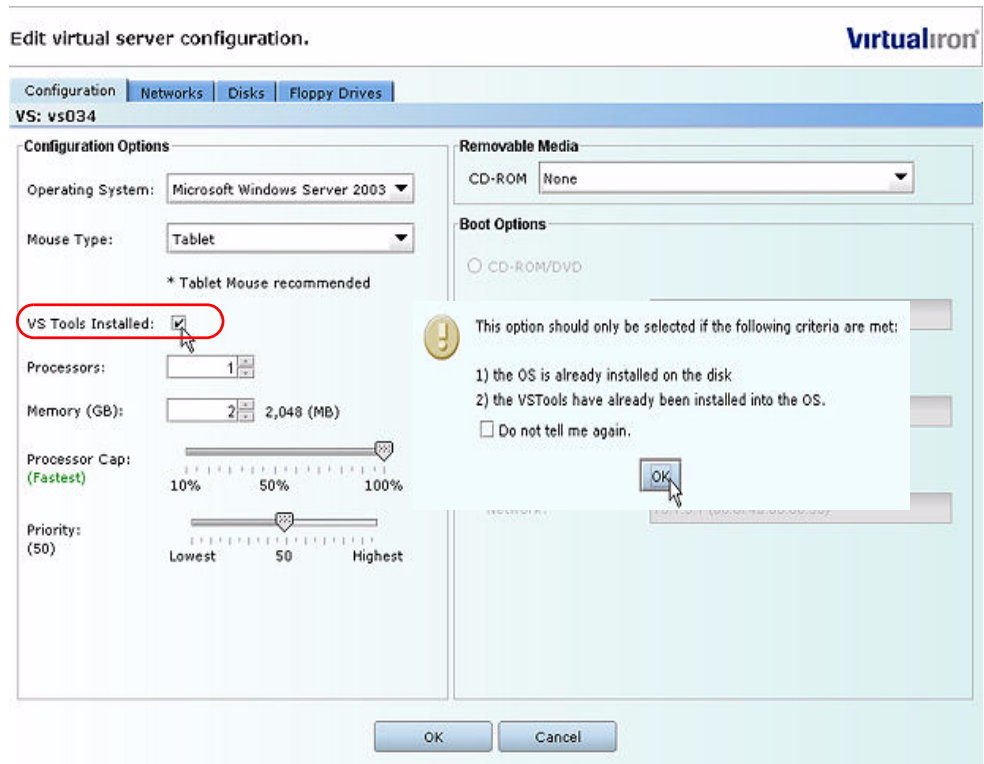 Edit virtual server configuration.
Virtualiron
Configuration Networks Disks Floppy Drives
VS: vs034
Configuration Options
Operating System: Microsoft Windows Server 2003
Mouse Type: Tablet
* Tablet Mouse recommended
VS Tools Installed:
Processors: 1
Memory (GB): 2 2,048 (MB)
Processor Cap:
(Fastest)
10% 50% 100%
Priority:
(50)
Lowest 50 Highest
Removable Media
CD-ROM None
Boot Options
CD-ROM/DVD
This option should only be selected if the following criteria are met:
1) the OS is already installed on the disk
2) the VSTools have already been installed into the OS.
Do not tell me again.
OK
Network:
OK Cancel